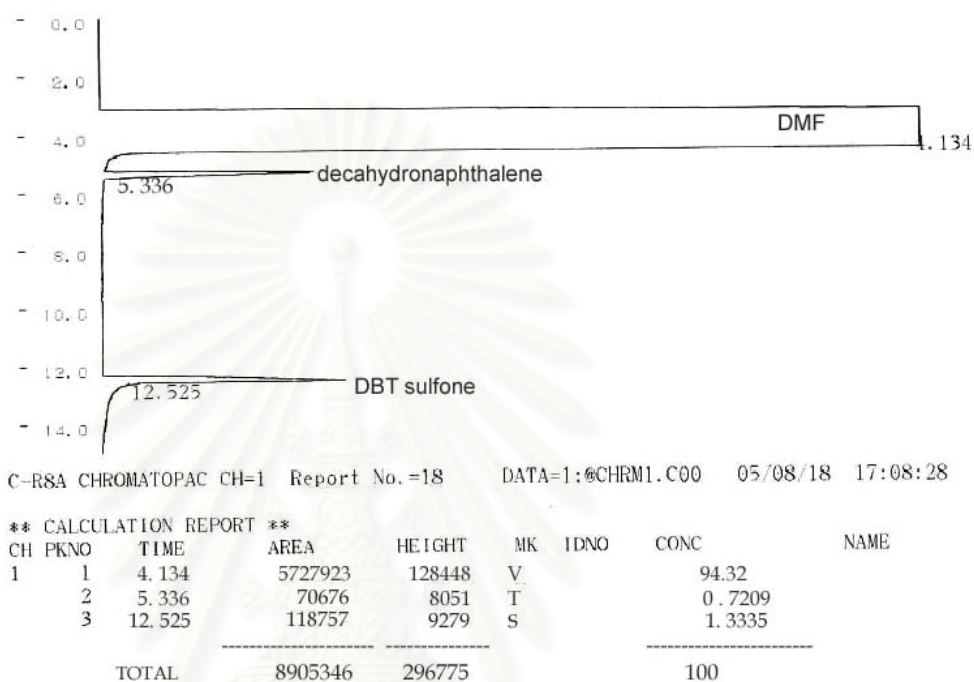 - 0.0
- 2.0
DMF
- 4.0
4.134
decahydronaphthalene
5.336
- 6.0
- 8.0
- 10.0
- 12.0
DBT sulfone
12.525
- 14.0
C-R8A CHROMATOPAC CH=1 Report No.=18 DATA=1:@CHRM1.C00 05/08/18 17:08:28
** CALCULATION REPORT **
CH PKNO TIME AREA HEIGHT MK IDNO CONC NAME
1 1 4.134 5727923 128448 V 94.32
2 5.336 70676 8051 T 0.7209
3 12.525 118757 9279 S 1.3335
-------------------- --------------- ----------------------
TOTAL 8905346 296775 100